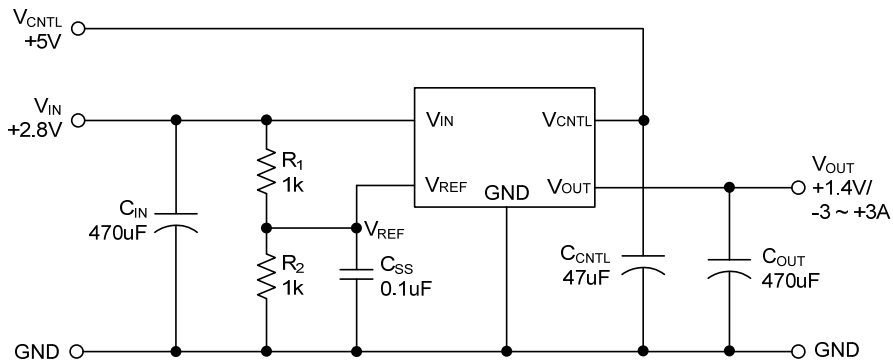 VCNTL
+5V
VIN
+2.8V
VIN
VCNTL
R1
1k
VREF
GND
VOUT
VOUT
+1.4V/
-3 ~ +3A
CIN
470uF
VREF
R2
1k
CSS
0.1uF
CCNTL
47uF
COUT
470uF
GND
GND